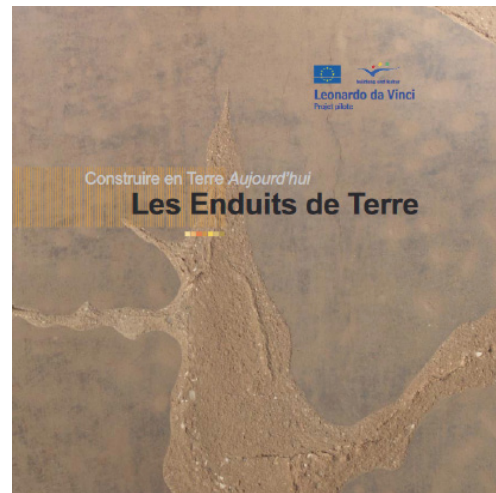 Leonardo da Vinci
Projet pilote
Construire en Terre Aujourd'hui
Les Enduits de Terre